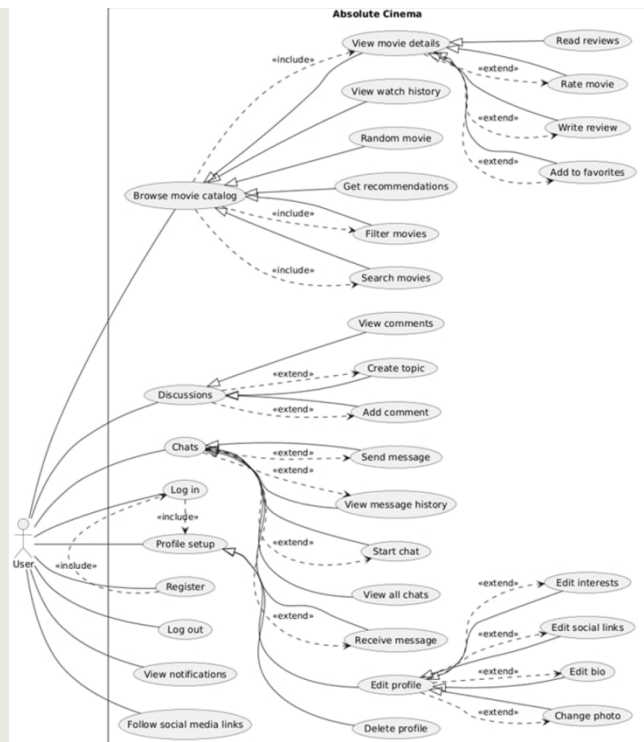 Absolute Cinema
View movie details
Read reviews
«include»
«extend»
Rate movie
View watch history
«extend»
Write review
Random movie
«extend»
Add to favorites
Browse movie catalog
Get recommendations
«include»
Filter movies
«include»
Search movies
View comments
«extend»
Create topic
Discussions
«extend»
Add comment
Chats
«extend»
Send message
«extend»
Log in
View message history
«include»
Profile setup
«extend»
Start chat
«include»
User
Register
View all chats
«extend»
Edit interests
Log out
Receive message
«extend»
Edit social links
View notifications
Edit profile
«extend»
Edit bio
«extend»
Change photo
Follow social media links
Delete profile